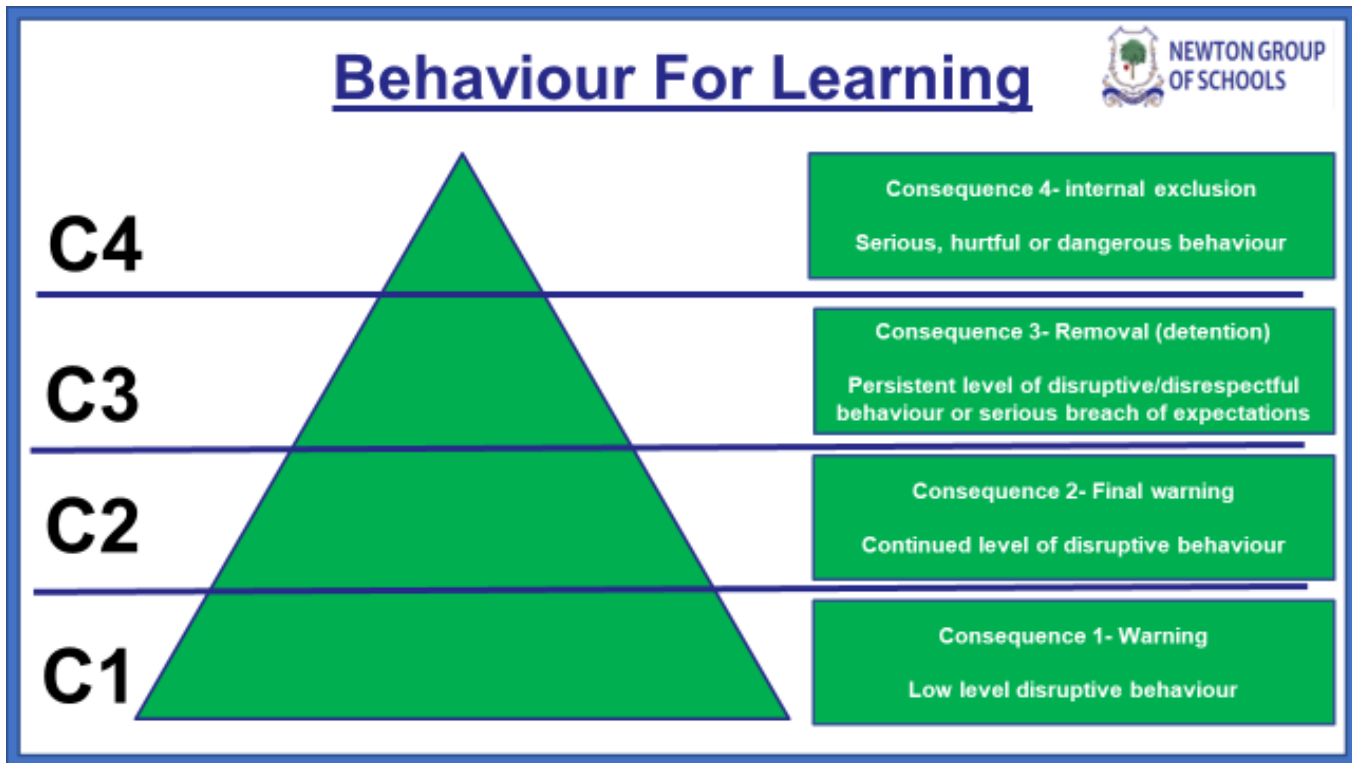 Behaviour For Learning
NEWTON GROUP
OF SCHOOLS
C4
Consequence 4- internal exclusion
Serious, hurtful or dangerous behaviour
C3
Consequence 3- Removal (detention)
Persistent level of disruptive/disrespectful
behaviour or serious breach of expectations
C2
Consequence 2- Final warning
Continued level of disruptive behaviour
C1
Consequence 1- Warning
Low level disruptive behaviour